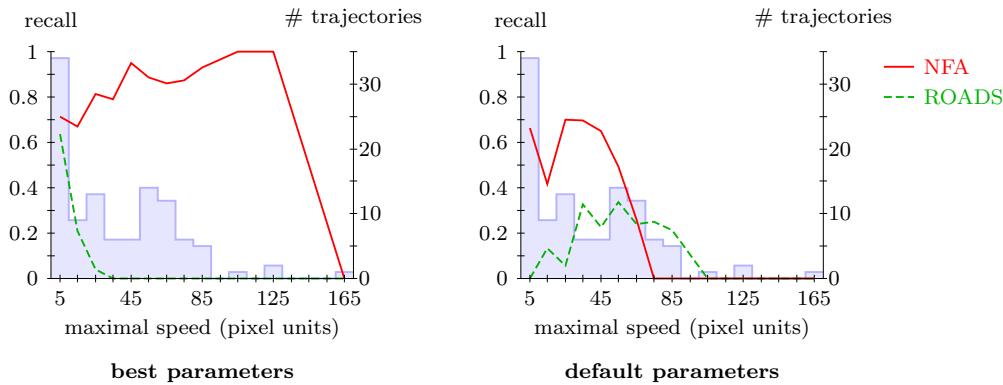 recall
# trajectories
1
0.8
0.6
0.4
0.2
0
30
20
10
0
5 45 85 125 165
maximal speed (pixel units)
best parameters
recall
# trajectories
1
0.8
0.6
0.4
0.2
0
30
20
10
0
5 45 85 125 165
maximal speed (pixel units)
default parameters
NFA
ROADS